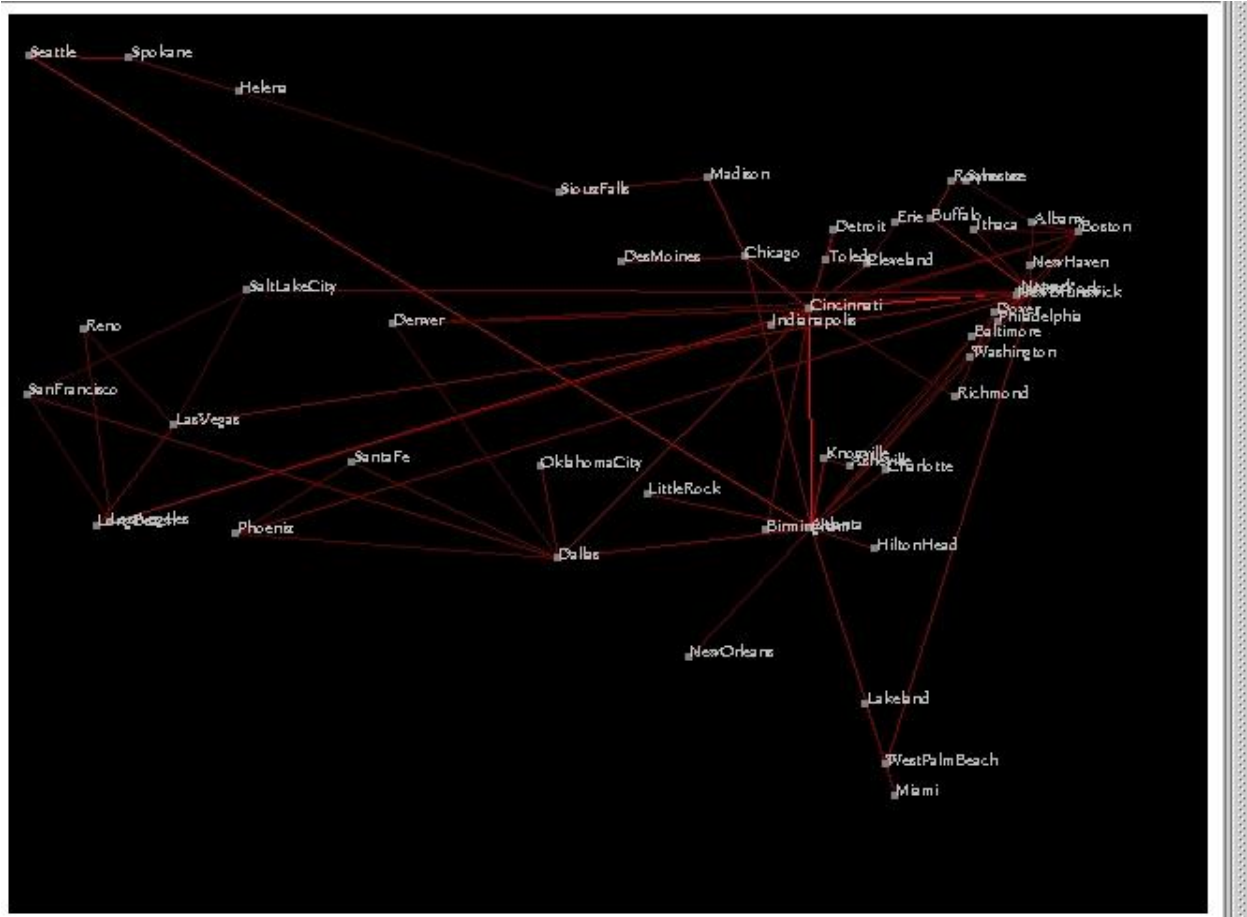 Seattle
Spokane
Helena
SiouxFalls
Madison
Detroit
Erie
Buffalo
Ithaca
Albany
Boston
DesMoines
Chicago
Toledo
Cleveland
NewHaven
SaltLakeCity
Cincinnati
Reno
Denver
Indianapolis
Dover
Philadelphia
Baltimore
Washington
SanFrancisco
LasVegas
Richmond
SantaFe
OklahomaCity
LittleRock
Knoxville
Charlotte
Phoenix
Birmingham
Atlanta
HiltonHead
Dallas
NewOrleans
Lakeland
WestPalmBeach
Miami